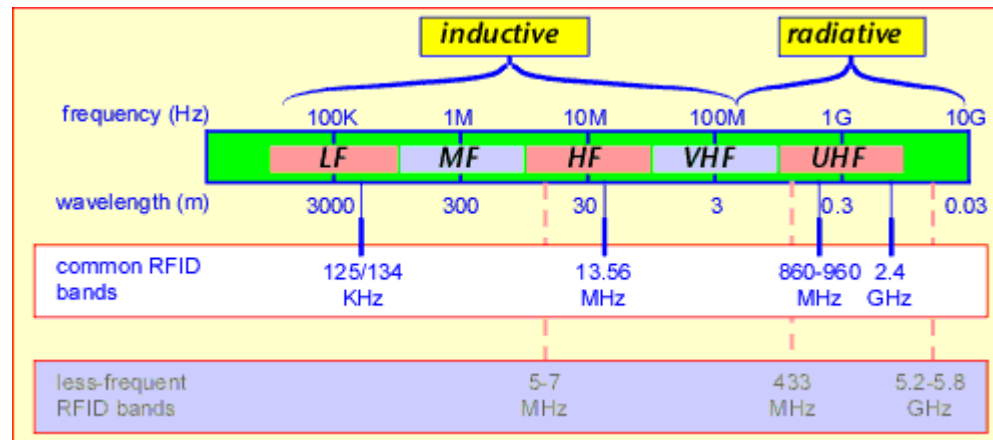 inductive radiative
frequency (Hz) 100K 1M 10M 100M 1G 10G
LF MF HF VHF UHF
wavelength (m) 3000 300 30 3 0.3 0.03
common RFID 125/134 13.56 860-960 2.4
bands KHz MHz MHz GHz
less-frequent 5-7 433 5.2-5.8
RFID bands MHz MHz GHz